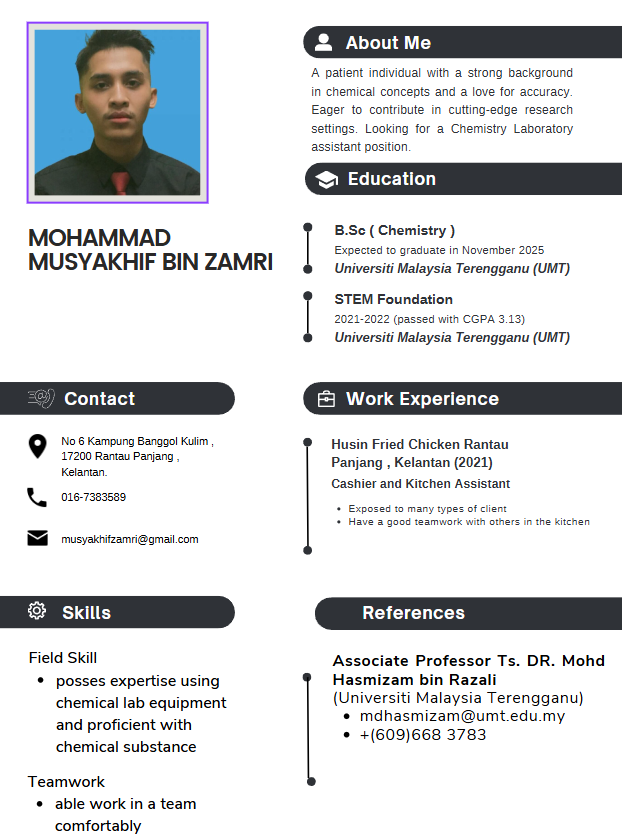 MOHAMMAD
MUSYAKHIF BIN ZAMRI
About Me
A patient individual with a strong background
in chemical concepts and a love for accuracy.
Eager to contribute in cutting-edge research
settings. Looking for a Chemistry Laboratory
assistant position.
Education
B.Sc ( Chemistry )
Expected to graduate in November 2025
Universiti Malaysia Terengganu (UMT)
STEM Foundation
2021-2022 (passed with CGPA 3.13)
Universiti Malaysia Terengganu (UMT)
Contact
No 6 Kampung Banggol Kulim ,
17200 Rantau Panjang ,
Kelantan.
016-7383589
musyakhifzamri@gmail.com
Work Experience
Husin Fried Chicken Rantau
Panjang , Kelantan (2021)
Cashier and Kitchen Assistant
• Exposed to many types of client
• Have a good teamwork with others in the kitchen
Skills
Field Skill
• posses expertise using
chemical lab equipment
and proficient with
chemical substance
Teamwork
• able work in a team
comfortably
References
Associate Professor Ts. DR. Mohd
Hasmizam bin Razali
(Universiti Malaysia Terengganu)
• mdhasmizam@umt.edu.my
• +(609)668 3783